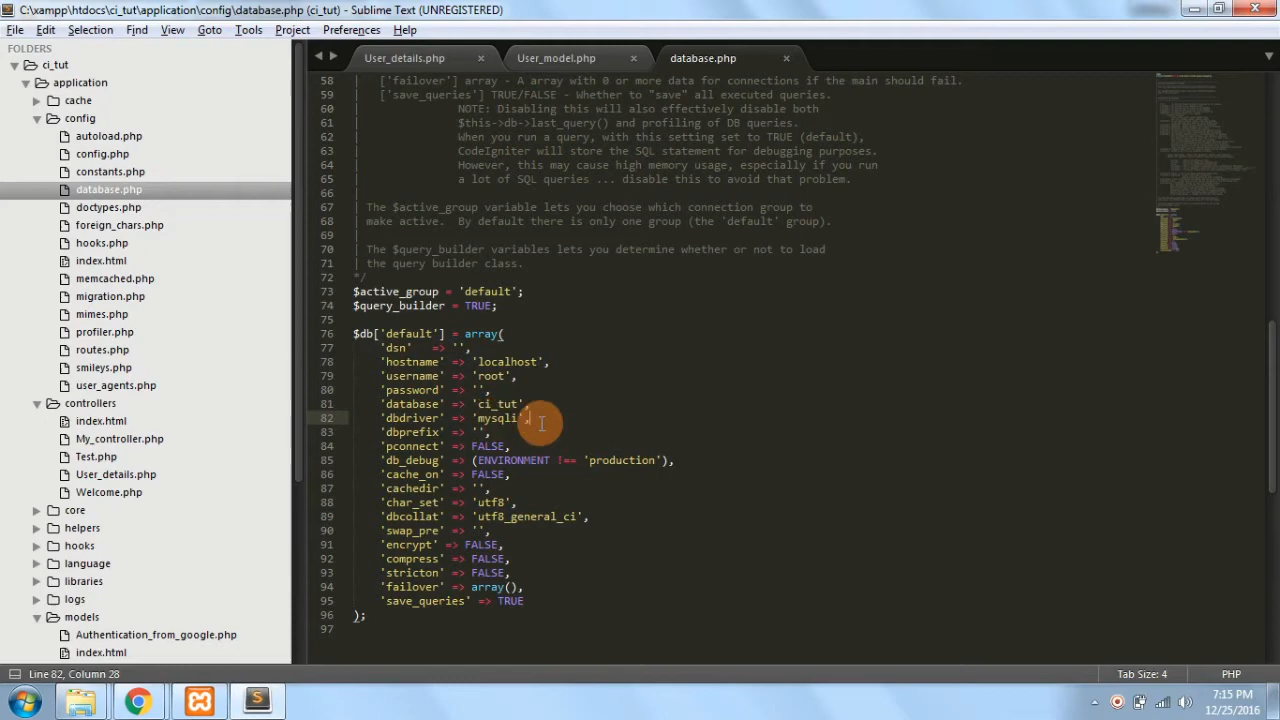 C:\xampp\htdocs\ci_tut\application\config\database.php (ci_tut) - Sublime Text (UNREGISTERED)
File Edit Selection Find View Goto Tools Project Preferences Help
FOLDERS
ci_tut
application
cache
config
autoload.php
config.php
constants.php
database.php
doctypes.php
foreign_chars.php
hooks.php
index.html
memcached.php
migration.php
mimes.php
profiler.php
routes.php
smileys.php
user_agents.php
controllers
index.html
My_controller.php
Test.php
User_details.php
Welcome.php
core
helpers
hooks
language
libraries
logs
models
Authentication_from_google.php
index.html
User_details.php User_model.php database.php
58 | ['failover'] array - A array with 0 or more data for connections if the main should fail.
59 | ['save_queries'] TRUE/FALSE - Whether to "save" all executed queries.
60 | NOTE: Disabling this will also effectively disable both
61 | $this->db->last_query() and profiling of DB queries.
62 | When you run a query, with this setting set to TRUE (default),
63 | CodeIgniter will store the SQL statement for debugging purposes.
64 | However, this may cause high memory usage, especially if you run
65 | a lot of SQL queries ... disable this to avoid that problem.
66 |
67 | The $active_group variable lets you choose which connection group to
68 | make active. By default there is only one group (the 'default' group).
69 |
70 | The $query_builder variables lets you determine whether or not to load
71 | the query builder class.
72 */
73 $active_group = 'default';
74 $query_builder = TRUE;
75
76 $db['default'] = array(
77 'dsn' => '',
78 'hostname' => 'localhost',
79 'username' => 'root',
80 'password' => '',
81 'database' => 'ci_tut',
82 'dbdriver' => 'mysqli',
83 'dbprefix' => '',
84 'pconnect' => FALSE,
85 'db_debug' => (ENVIRONMENT !== 'production'),
86 'cache_on' => FALSE,
87 'cachedir' => '',
88 'char_set' => 'utf8',
89 'dbcollat' => 'utf8_general_ci',
90 'swap_pre' => '',
91 'encrypt' => FALSE,
92 'compress' => FALSE,
93 'stricton' => FALSE,
94 'failover' => array(),
95 'save_queries' => TRUE
96 );
97
Line 82, Column 28 Tab Size: 4 PHP
7:15 PM
12/25/2016